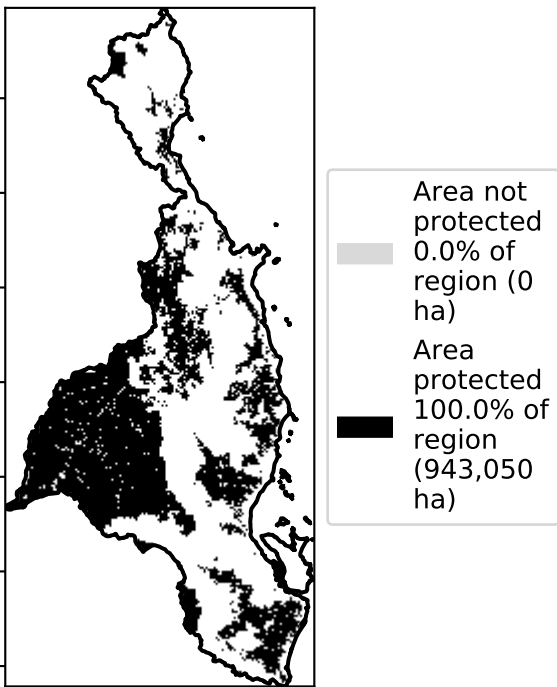 Area not
protected
0.0% of
region (0
ha)
Area
protected
100.0% of
region
(943,050
ha)